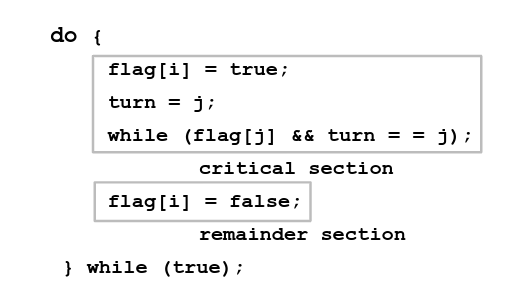 do {
flag[i] = true;
turn = j;
while (flag[j] && turn = = j);
critical section
flag[i] = false;
remainder section
} while (true);